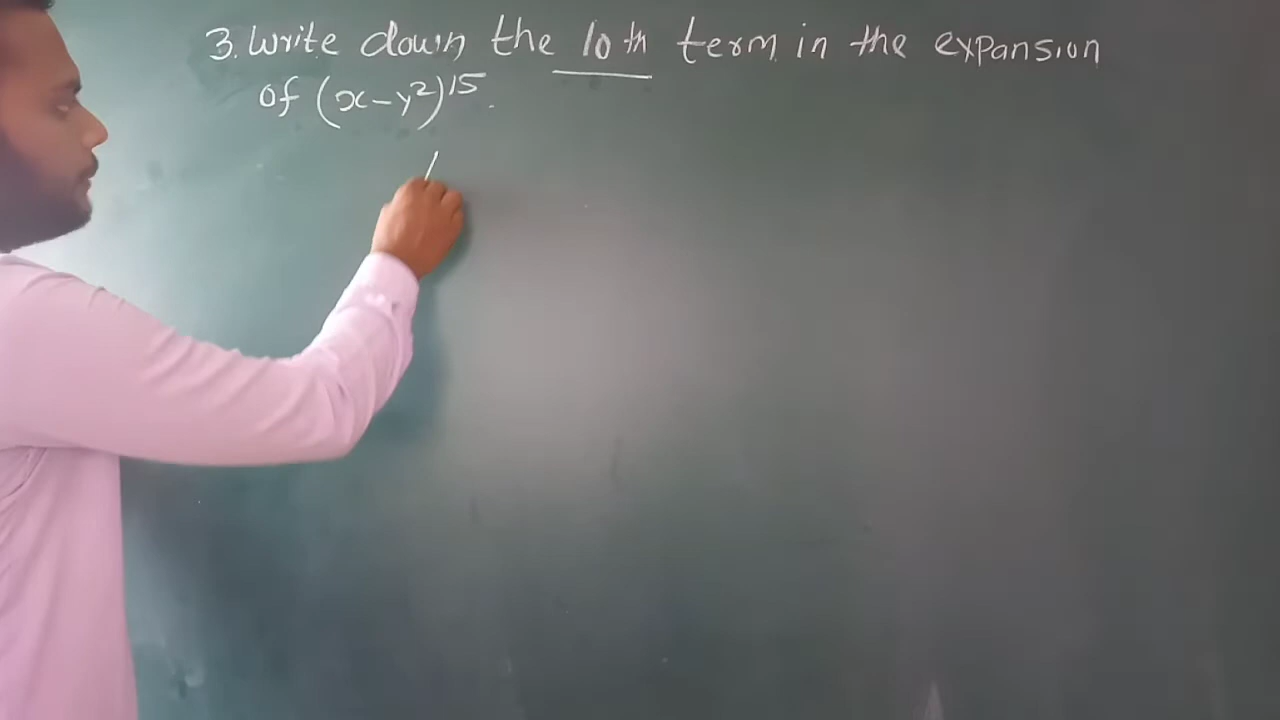 3. Write down the 10th term in the expansion
of (x-y²)¹⁵.